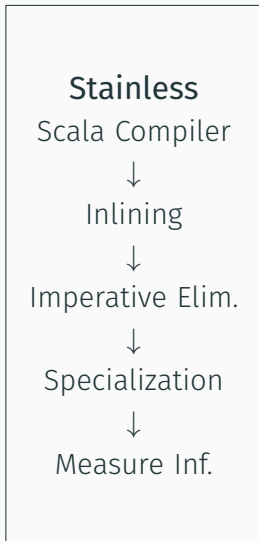 Stainless
Scala Compiler
↓
Inlining
↓
Imperative Elim.
↓
Specialization
↓
Measure Inf.